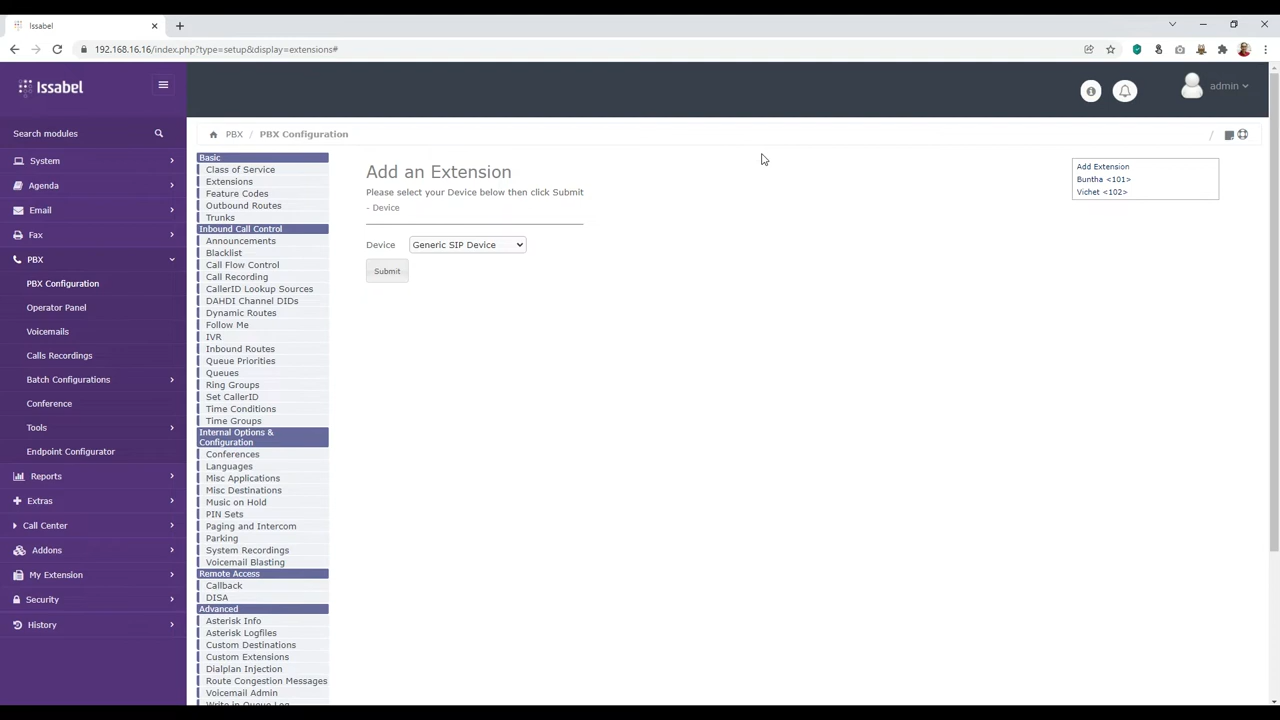 Issabel
192.168.16.16/index.php?type=setup&display=extensions#
Issabel
admin
Search modules
System
Agenda
Email
Fax
PBX
PBX Configuration
Operator Panel
Voicemails
Calls Recordings
Batch Configurations
Conference
Tools
Endpoint Configurator
Reports
Extras
Call Center
Addons
My Extension
Security
History
PBX / PBX Configuration
/
Basic
Class of Service
Extensions
Feature Codes
Outbound Routes
Trunks
Inbound Call Control
Announcements
Blacklist
Call Flow Control
Call Recording
CallerID Lookup Sources
DAHDI Channel DIDs
Dynamic Routes
Follow Me
IVR
Inbound Routes
Queue Priorities
Queues
Ring Groups
Set CallerID
Time Conditions
Time Groups
Internal Options &
Configuration
Conferences
Languages
Misc Applications
Misc Destinations
Music on Hold
PIN Sets
Paging and Intercom
Parking
System Recordings
Voicemail Blasting
Remote Access
Callback
DISA
Advanced
Asterisk Info
Asterisk Logfiles
Custom Destinations
Custom Extensions
Dialplan Injection
Route Congestion Messages
Voicemail Admin
Write in Queue Log
Add an Extension
Please select your Device below then click Submit
- Device
Device Generic SIP Device
Submit
Add Extension
Buntha <101>
Vichet <102>